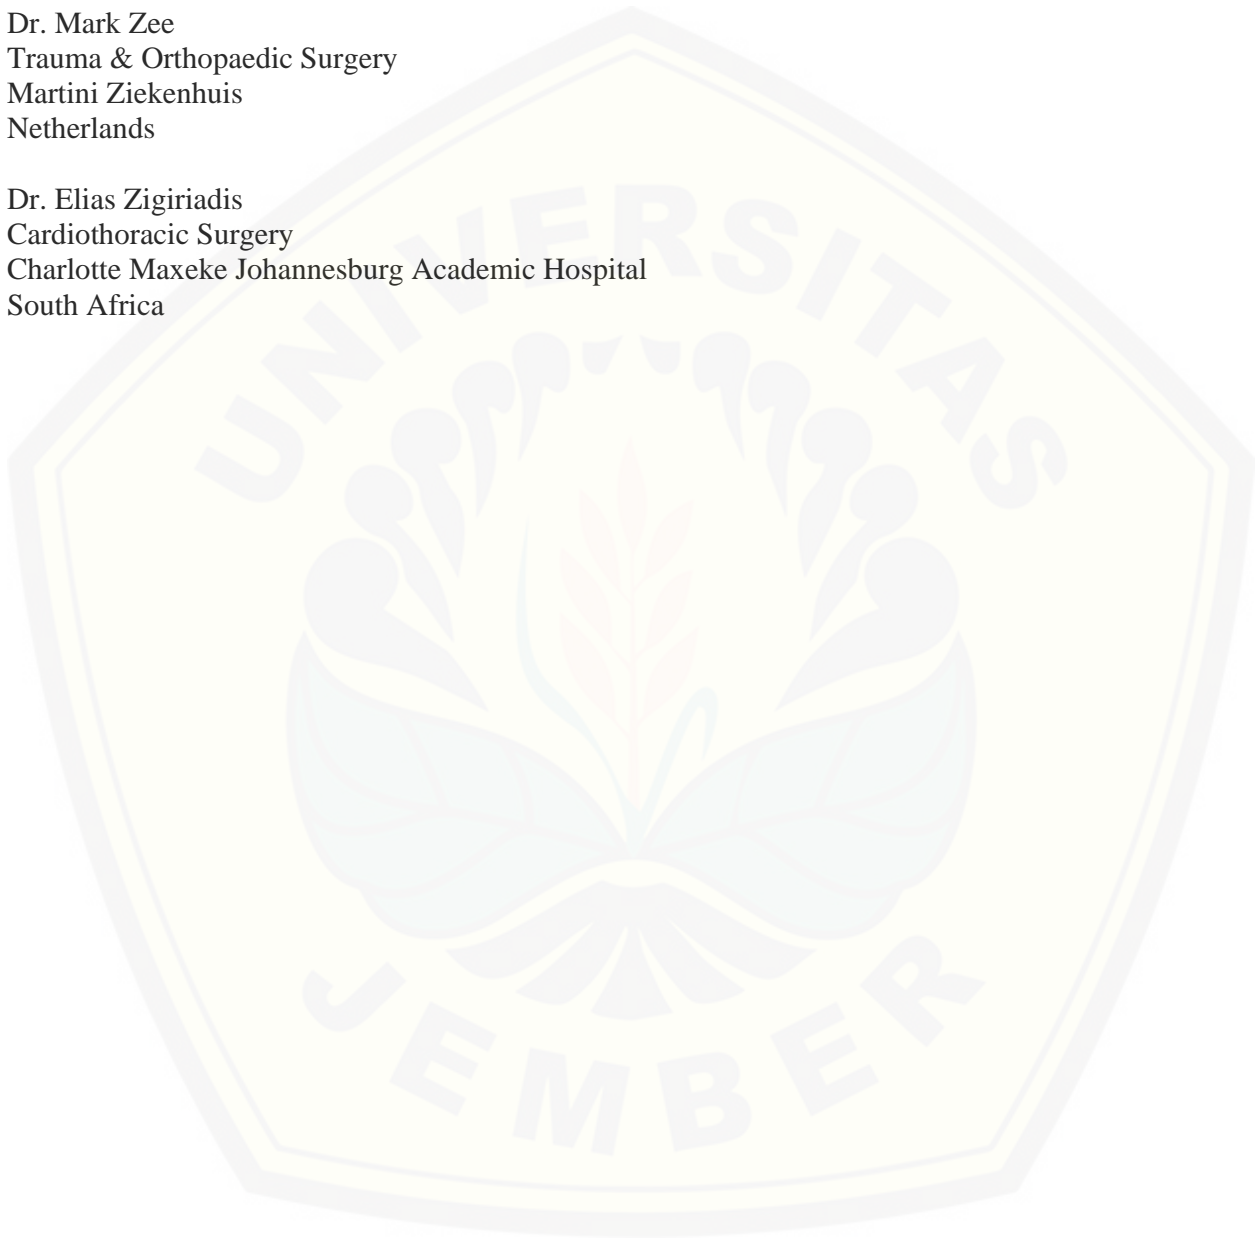 Dr. Mark Zee
Trauma & Orthopaedic Surgery
Martini Ziekenhuis
Netherlands
Dr. Elias Zigiriadis
Cardiothoracic Surgery
Charlotte Maxeke Johannesburg Academic Hospital
South Africa
UNIVERSITAS
JEMBER